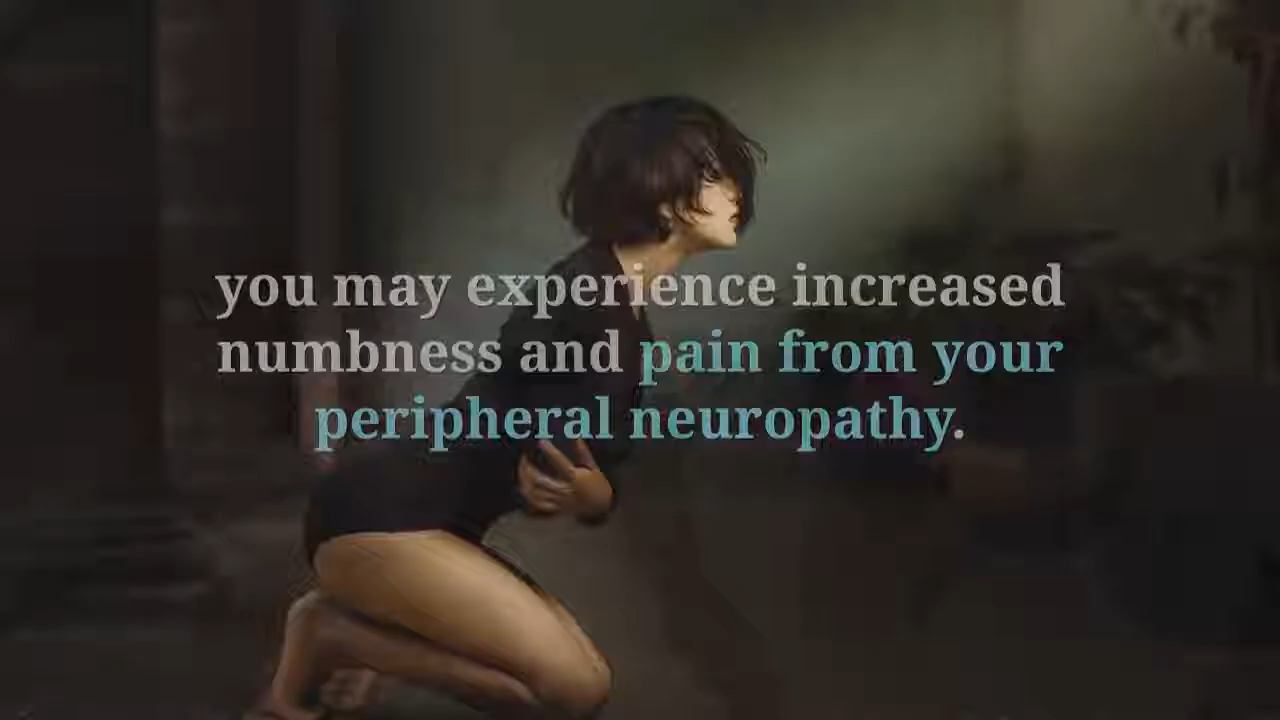 you may experience increased
numbness and pain from your
peripheral neuropathy.